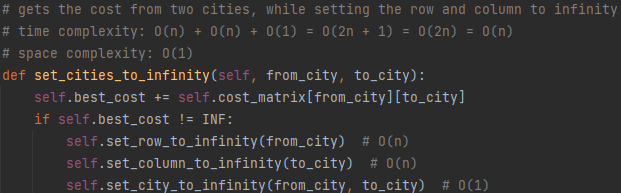 # gets the cost from two cities, while setting the row and column to infinity
# time complexity: O(n) + O(n) + O(1) = O(2n + 1) = O(2n) = O(n)
# space complexity: O(1)
def set_cities_to_infinity(self, from_city, to_city):
    self.best_cost += self.cost_matrix[from_city][to_city]
    if self.best_cost != INF:
        self.set_row_to_infinity(from_city)  # O(n)
        self.set_column_to_infinity(to_city)  # O(n)
        self.set_city_to_infinity(from_city, to_city)  # O(1)